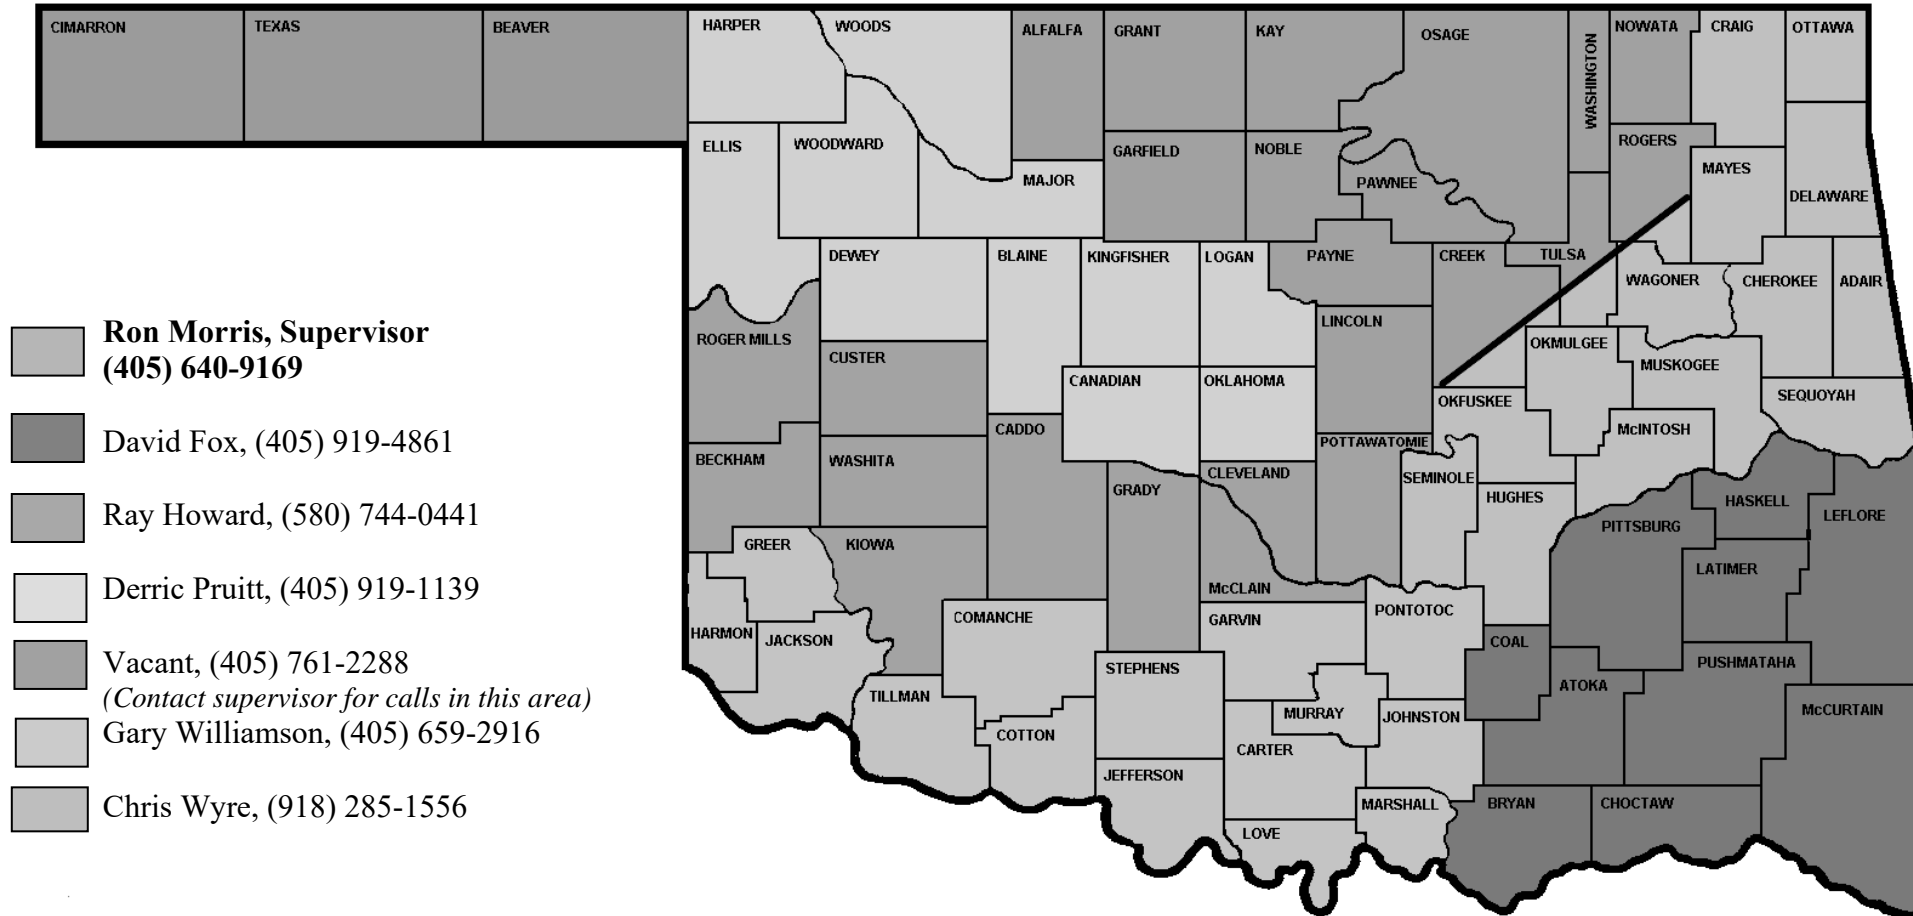 CIMARRON
TEXAS
BEAVER
HARPER
WOODS
ALFALFA
GRANT
KAY
OSAGE
WASHINGTON
NOWATA
CRAIG
OTTAWA
ELLIS
WOODWARD
MAJOR
GARFIELD
NOBLE
PAWNEE
ROGERS
MAYES
DELAWARE
DEWEY
BLAINE
KINGFISHER
LOGAN
PAYNE
CREEK
TULSA
WAGONER
CHEROKEE
ADAIR
ROGER MILLS
CUSTER
CANADIAN
OKLAHOMA
LINCOLN
OKMULGEE
MUSKOGEE
SEQUOYAH
OKFUSKEE
McINTOSH
BECKHAM
WASHITA
CADDO
GRADY
CLEVELAND
POTTAWATOMIE
SEMINOLE
HUGHES
PITTSBURG
HASKELL
LEFLORE
GREER
KIOWA
McCLAIN
LATIMER
HARMON
JACKSON
COMANCHE
GARVIN
PONTOTOC
COAL
PUSHMATAHA
TILLMAN
STEPHENS
COTTON
MURRAY
JOHNSTON
ATOKA
McCURTAIN
JEFFERSON
CARTER
LOVE
MARSHALL
BRYAN
CHOCTAW
Ron Morris, Supervisor
(405) 640-9169
David Fox, (405) 919-4861
Ray Howard, (580) 744-0441
Derric Pruitt, (405) 919-1139
Vacant, (405) 761-2288
(Contact supervisor for calls in this area)
Gary Williamson, (405) 659-2916
Chris Wyre, (918) 285-1556